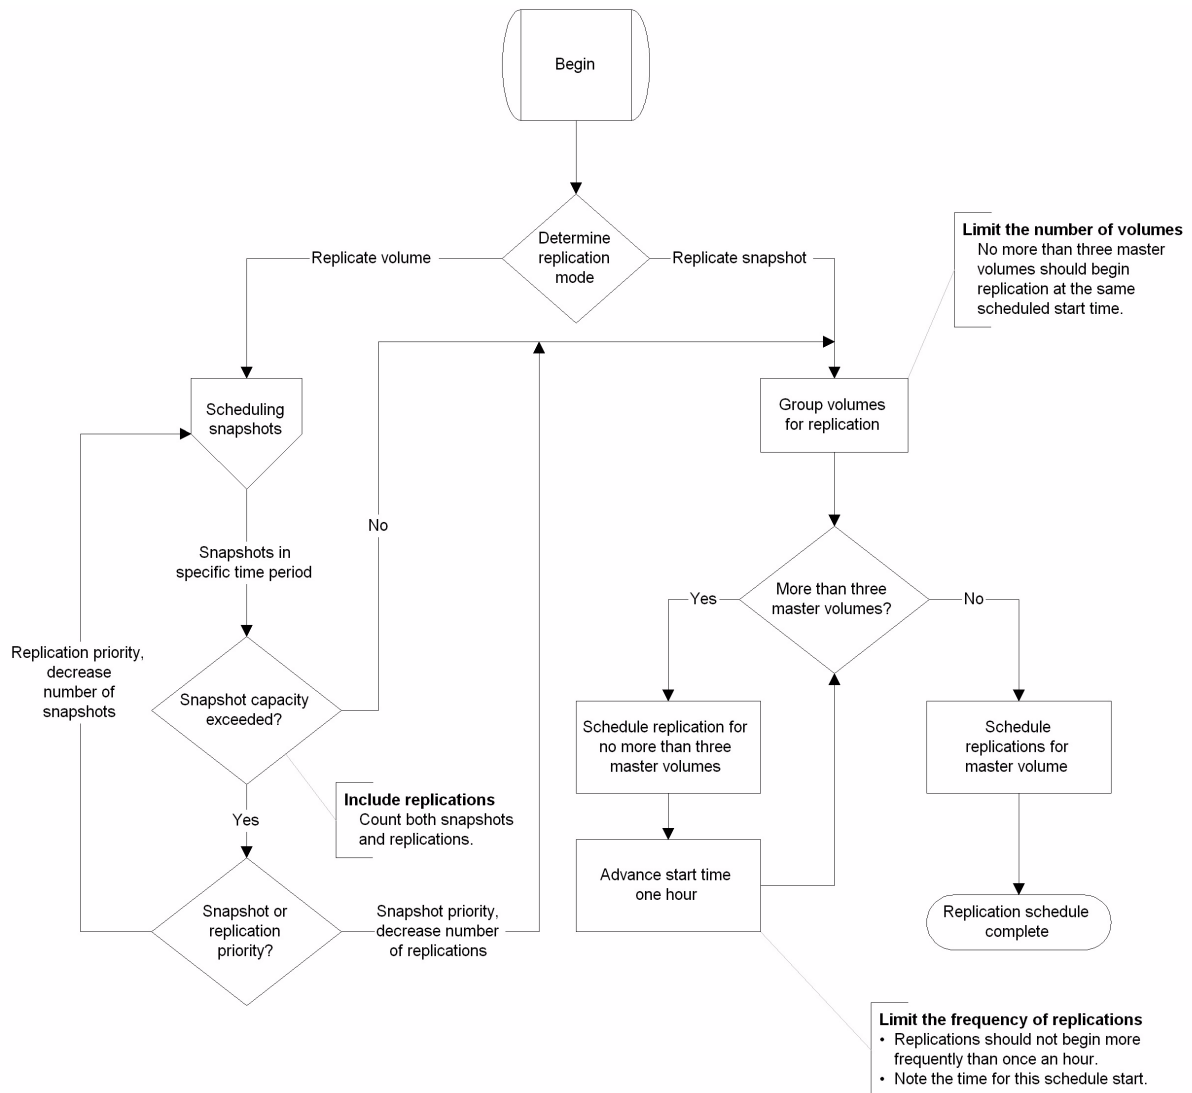 Begin
Determine
replication
mode
Replicate volume
Replicate snapshot
Limit the number of volumes
No more than three master
volumes should begin
replication at the same
scheduled start time.
Scheduling
snapshots
Group volumes
for replication
No
Snapshots in
specific time period
More than three
master volumes?
Yes
No
Replication priority,
decrease
number of
snapshots
Snapshot capacity
exceeded?
Schedule replication for
no more than three
master volumes
Schedule
replications for
master volume
Include replications
Count both snapshots
and replications.
Yes
Advance start time
one hour
Snapshot or
replication
priority?
Snapshot priority,
decrease number
of replications
Replication schedule
complete
Limit the frequency of replications
• Replications should not begin more
frequently than once an hour.
• Note the time for this schedule start.